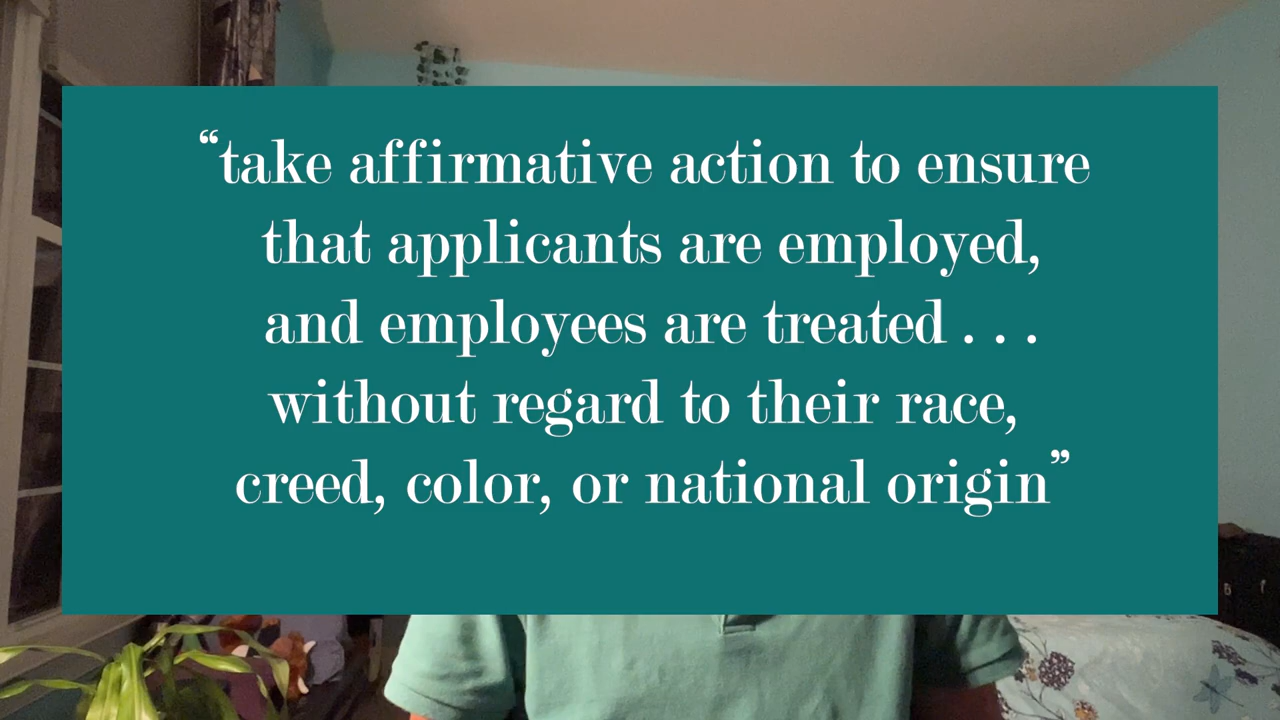 “take affirmative action to ensure
that applicants are employed,
and employees are treated . . .
without regard to their race,
creed, color, or national origin”